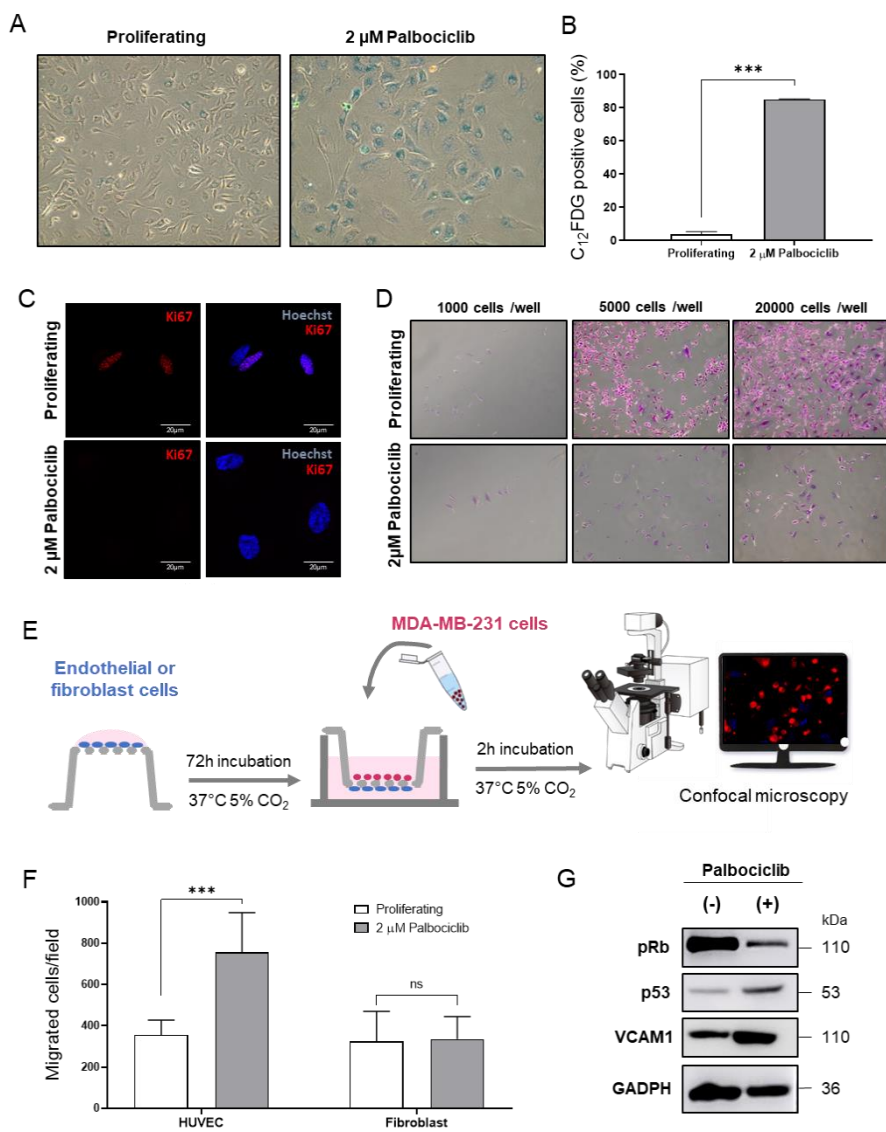 A
Proliferating
2 µM Palbociclib
B
***
C12FDG positive cells (%)
100
80
60
40
20
0
Proliferating
2 µM Palbociclib
C
Proliferating
2 µM Palbociclib
Ki67
20µm
Hoechst
Ki67
20µm
Ki67
20µm
Hoechst
Ki67
20µm
D
1000 cells /well
5000 cells /well
20000 cells /well
Proliferating
2µM Palbociclib
E
Endothelial or
fibroblast cells
72h incubation
37°C 5% CO2
MDA-MB-231 cells
2h incubation
37°C 5% CO2
Confocal microscopy
F
Migrated cells/field
1000
800
600
400
200
0
***
ns
Proliferating
2 µM Palbociclib
HUVEC
Fibroblast
G
Palbociclib
(-) (+)
kDa
pRb 110
p53 53
VCAM1 110
GADPH 36